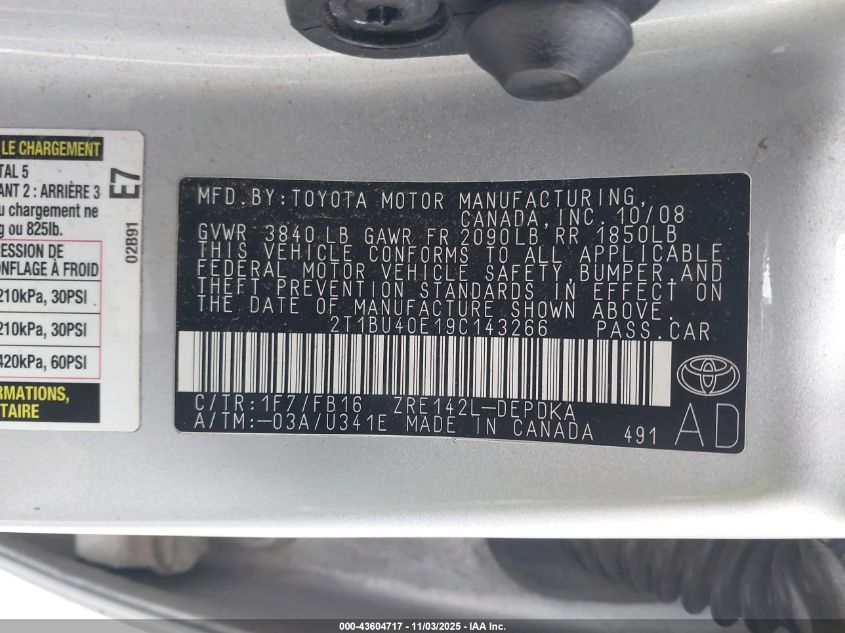 LE CHARGEMENT
TAL 5
ANT 2 : ARRIÈRE 3
u chargement ne
g ou 825lb.
ESSION DE
ONFLAGE À FROID
210kPa, 30PSI
210kPa, 30PSI
420kPa, 60PSI
RMATIONS,
TAIRE
E7
02B91
MFD.BY:TOYOTA MOTOR MANUFACTURING,
CANADA,INC. 10/08
GVWR 3840 LB GAWR FR 2090LB RR 1850LB
THIS VEHICLE CONFORMS TO ALL APPLICABLE
FEDERAL MOTOR VEHICLE SAFETY,BUMPER,AND
THEFT PREVENTION STANDARDS IN EFFECT ON
THE DATE OF MANUFACTURE SHOWN ABOVE.
2T1BU40E19C143266 PASS.CAR
C/TR:1F7/FB16 ZRE142L-DEPDKA
A/TM:-03A/U341E MADE IN CANADA 491
AD
000-43604717 - 11/03/2025 - IAA Inc.